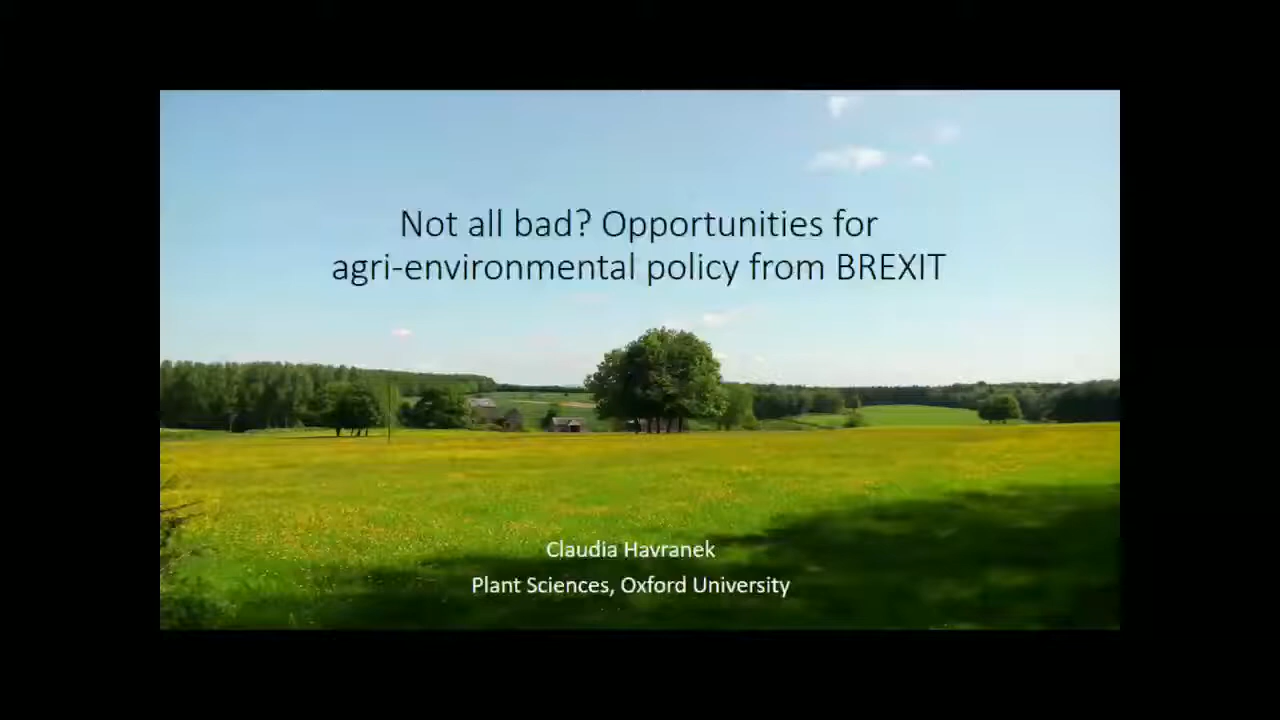 Not all bad? Opportunities for
agri-environmental policy from BREXIT
Claudia Havranek
Plant Sciences, Oxford University